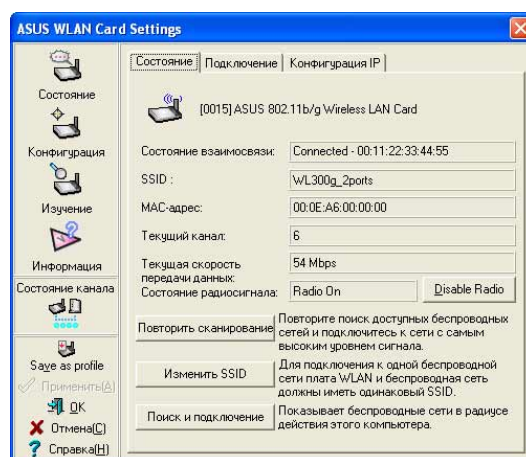 ASUS WLAN Card Settings
Состояние
Конфигурация
Изучение
Информация
Состояние канала
Save as profile
Применить(А)
OK
Отмена(C)
Справка(H)
Состояние
Подключение
Конфигурация IP
[0015] ASUS 802.11b/g Wireless LAN Card
Состояние взаимосвязи:
Connected - 00:11:22:33:44:55
SSID :
WL300g_2ports
MAC-адрес:
00:0E:A6:00:00:00
Текущий канал:
6
Текущая скорость
передачи данных:
54 Mbps
Состояние радиосигнала:
Radio On
Disable Radio
Повторить сканирование
Повторите поиск доступных беспроводных
сетей и подключитесь к сети с самым
высоким уровнем сигнала.
Изменить SSID
Для подключения к одной беспроводной
сети плата WLAN и беспроводная сеть
должны иметь одинаковый SSID.
Поиск и подключение
Показывает беспроводные сети в радиусе
действия этого компьютера.